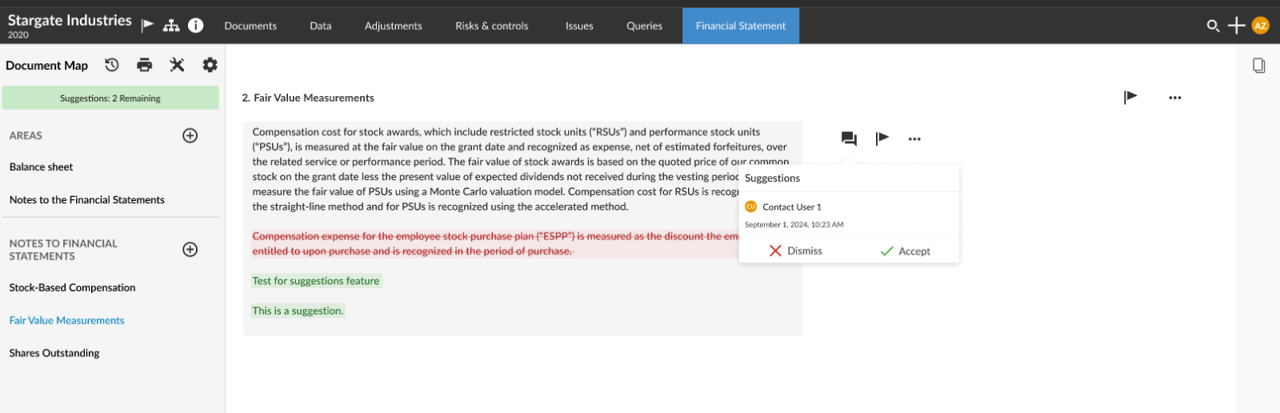 Stargate Industries
2020
Documents
Data
Adjustments
Risks & controls
Issues
Queries
Financial Statement
AZ
Document Map
Suggestions: 2 Remaining
AREAS
Balance sheet
Notes to the Financial Statements
NOTES TO FINANCIAL
STATEMENTS
Stock-Based Compensation
Fair Value Measurements
Shares Outstanding
2. Fair Value Measurements
Compensation cost for stock awards, which include restricted stock units ("RSUs") and performance stock units
("PSUs"), is measured at the fair value on the grant date and recognized as expense, net of estimated forfeitures, over
the related service or performance period. The fair value of stock awards is based on the quoted price of our common
stock on the grant date less the present value of expected dividends not received during the vesting period
measure the fair value of PSUs using a Monte Carlo valuation model. Compensation cost for RSUs is
the straight-line method and for PSUs is recognized using the accelerated method.
Compensation expense for the employee stock purchase plan ("ESPP") is measured as the discount the
entitled to upon purchase and is recognized in the period of purchase.
Test for suggestions feature
This is a suggestion.
Suggestions
CU Contact User 1
September 1, 2024, 10:23 AM
Dismiss
Accept